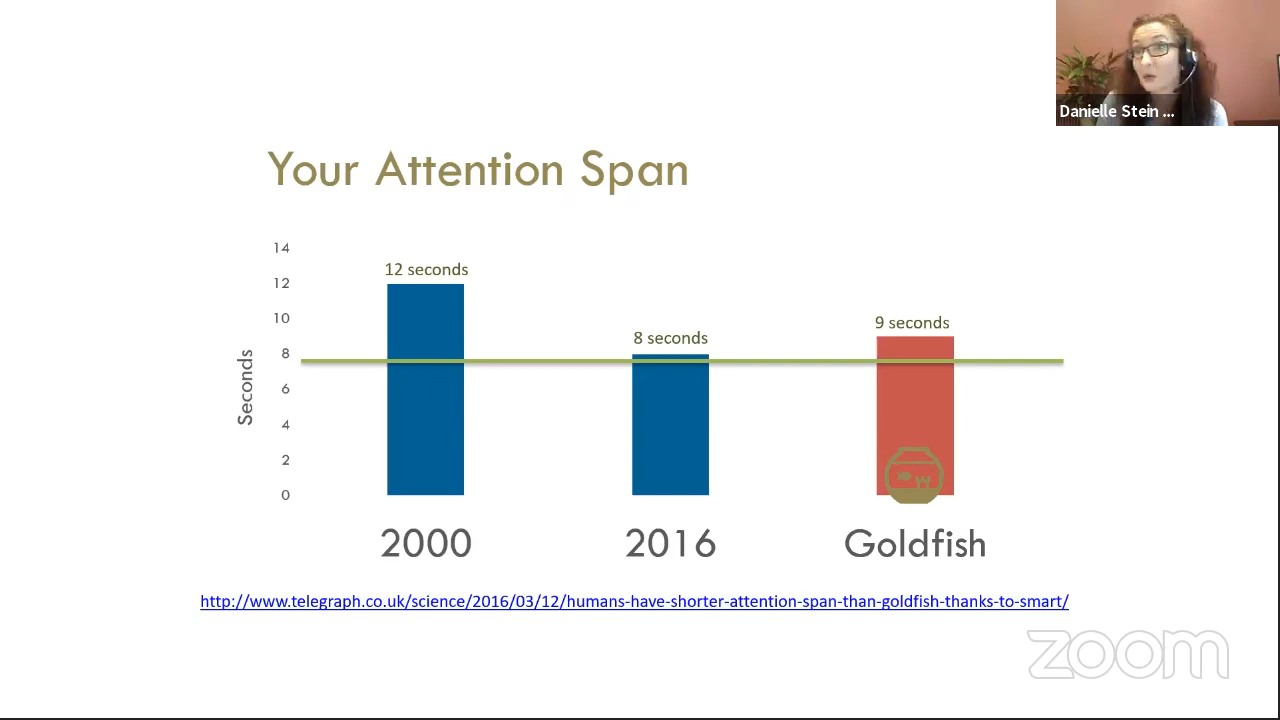 Danielle Stein ...
Your Attention Span
14
12
10
8
6
4
2
0
Seconds
12 seconds
8 seconds
9 seconds
2000
2016
Goldfish
http://www.telegraph.co.uk/science/2016/03/12/humans-have-shorter-attention-span-than-goldfish-thanks-to-smart/
zoom